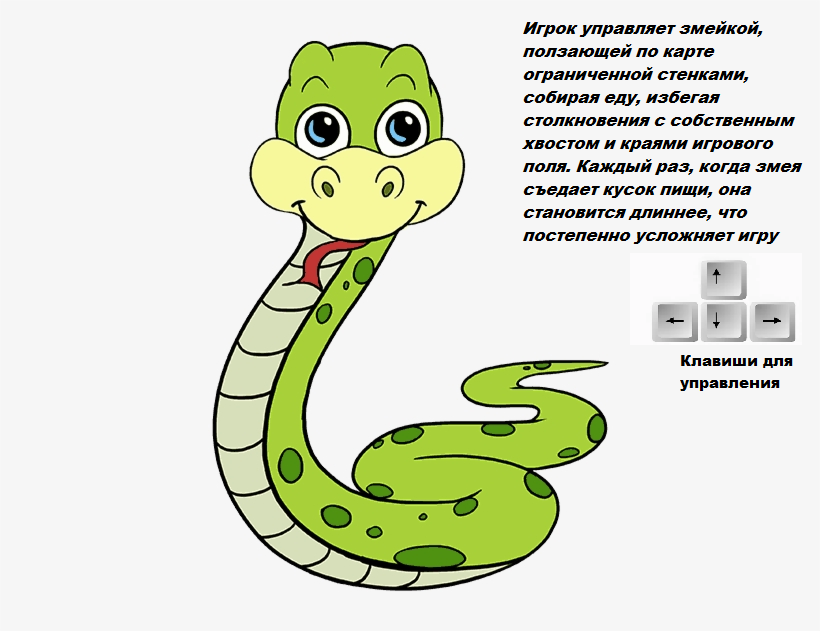 Игрок управляет змейкой,
ползающей по карте
ограниченной стенками,
собирая еду, избегая
столкновения с собственным
хвостом и краями игрового
поля. Каждый раз, когда змея
съедает кусок пищи, она
становится длиннее, что
постепенно усложняет игру
↑
← ↓ →
Клавиши для
управления